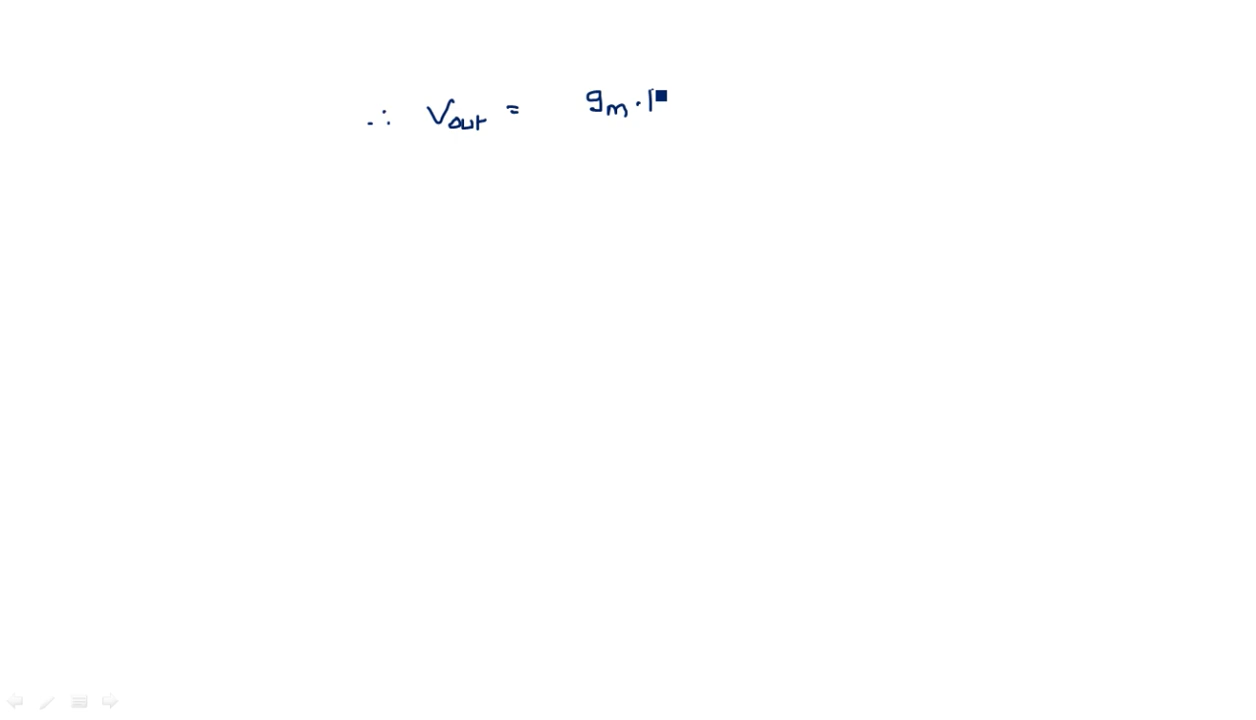 ∴ Vout = gm.